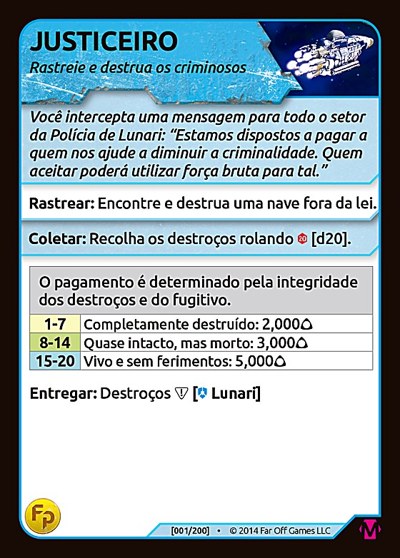 JUSTICEIRO
Rastreie e destrua os criminosos
Você intercepta uma mensagem para todo o setor
da Polícia de Lunari: “Estamos dispostos a pagar a
quem nos ajude a diminuir a criminalidade. Quem
aceitar poderá utilizar força bruta para tal.”
Rastrear: Encontre e destrua uma nave fora da lei.
Coletar: Recolha os destroços rolando 20 [d20].
O pagamento é determinado pela integridade
dos destroços e do fugitivo.
1-7 Completamente destruído: 2,000
8-14 Quase intacto, mas morto: 3,000
15-20 Vivo e sem ferimentos: 5,000
Entregar: Destroços [Lunari]
FP
[001/200] • © 2014 Far Off Games LLC